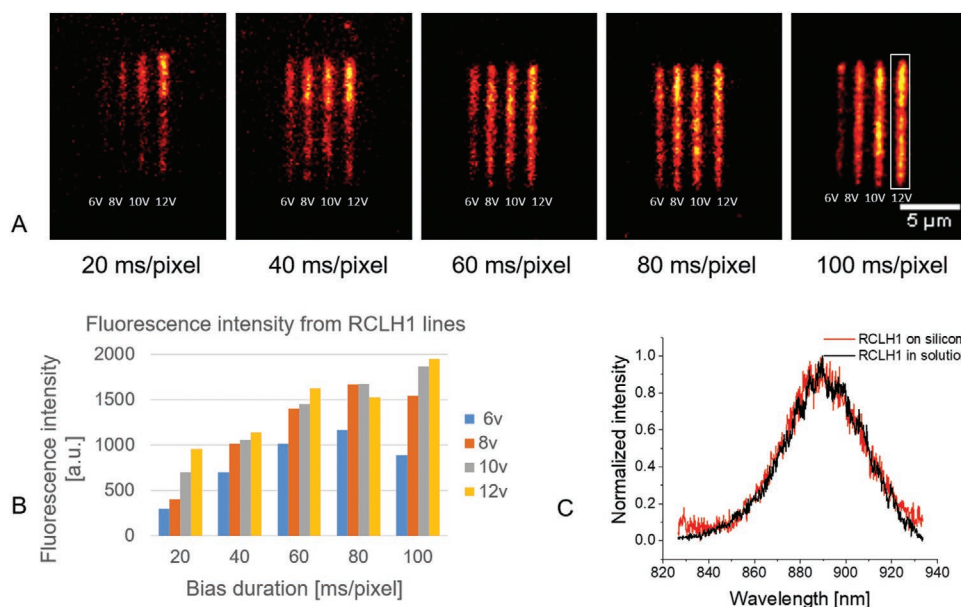 6V 8V 10V 12V
6V 8V 10V 12V
6V 8V 10V 12V
6V 8V 10V 12V
6V 8V 10V 12V
5 µm
A
20 ms/pixel
40 ms/pixel
60 ms/pixel
80 ms/pixel
100 ms/pixel
Fluorescence intensity from RCLH1 lines
Fluorescence intensity
[a.u.]
2000
1500
1000
500
0
20 40 60 80 100
Bias duration [ms/pixel]
6v
8v
10v
12v
B
RCLH1 on silicon
RCLH1 in solution
Normalized intensity
1.0
0.8
0.6
0.4
0.2
0.0
820 840 860 880 900 920 940
Wavelength [nm]
C